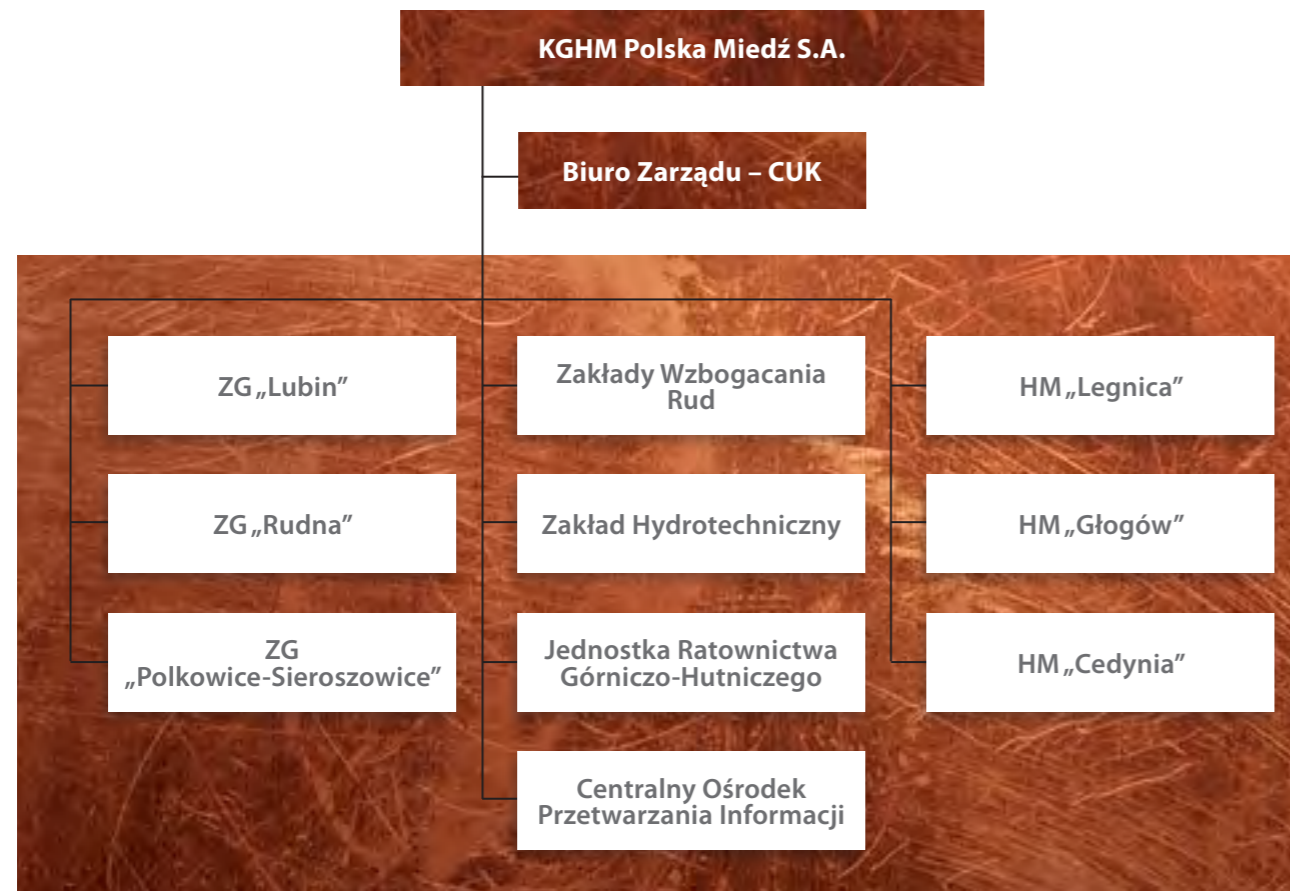 KGHM Polska Miedź S.A.
Biuro Zarządu – CUK
ZG „Lubin”
ZG „Rudna”
ZG
„Polkowice-Sieroszowice”
Zakłady Wzbogacania
Rud
Zakład Hydrotechniczny
Jednostka Ratownictwa
Górniczo-Hutniczego
Centralny Ośrodek
Przetwarzania Informacji
HM „Legnica”
HM „Głogów”
HM „Cedynia”